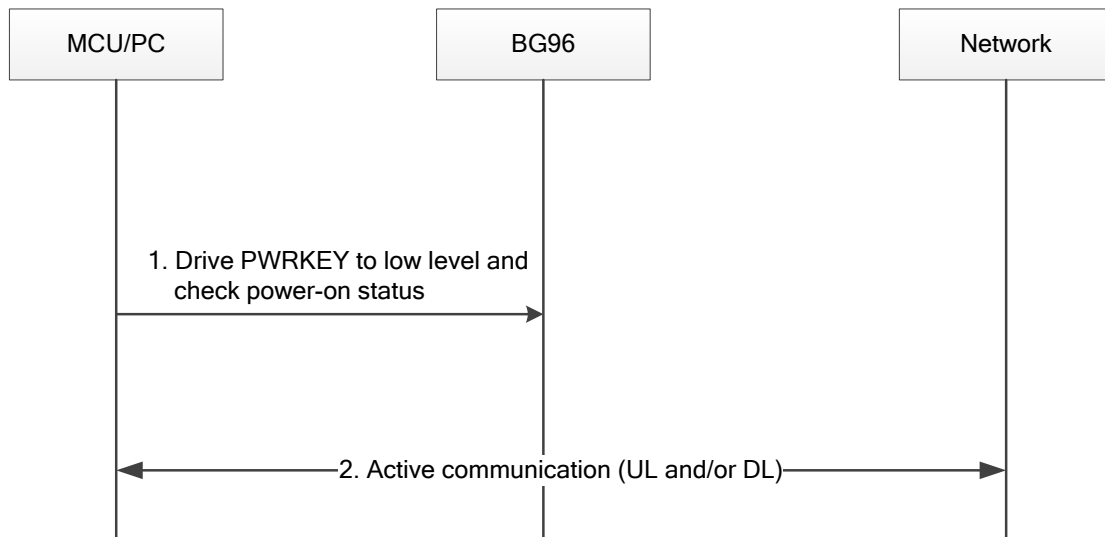 MCU/PC
BG96
Network
1. Drive PWRKEY to low level and
check power-on status
2. Active communication (UL and/or DL)